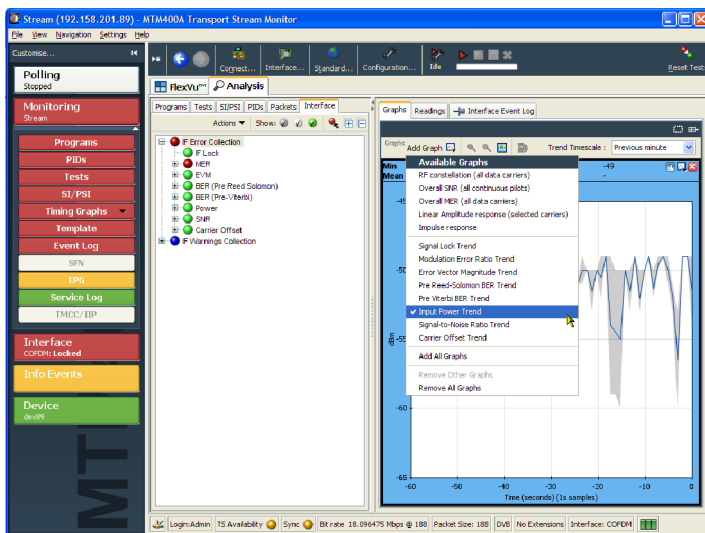 Stream (192.158.201.89) - MTM400A Transport Stream Monitor
File View Navigation Settings Help
Customise...
Polling
Stopped
Monitoring
Stream
Programs
PIDs
Tests
SI/PSI
Timing Graphs
Template
Event Log
SFN
EPG
Service Log
TMCC/IIP
Interface
COFDM: Locked
Info Events
Device
dev89
MTM
Connect...
Interface...
Standard...
Configuration...
Idle
Reset Test
FlexVu™
Analysis
Programs Tests SI/PSI PIDs Packets Interface
Actions Show:
IF Error Collection
IF Lock
MER
EVM
BER (Pre Reed Solomon)
BER (Pre-Viterbi)
Power
SNR
Carrier Offset
IF Warnings Collection
Graphs Readings Interface Event Log
Graphs
Graphs Add Graph Trend Timescale: Previous minute
Min
Mean
-49
-
Available Graphs
RF constellation (all data carriers)
Overall SNR (all continuous pilots)
Overall MER (all data carriers)
Linear Amplitude response (selected carriers)
Impulse response
Signal Lock Trend
Modulation Error Ratio Trend
Error Vector Magnitude Trend
Pre Reed-Solomon BER Trend
Pre Viterbi BER Trend
Input Power Trend
Signal-to-Noise Ratio Trend
Carrier Offset Trend
Add All Graphs
Remove Other Graphs
Remove All Graphs
-45
-50
-55
-60
-65
dBm
-60 -50 -40 -30 -20 -10 0
Time (seconds) (1s samples)
Login:Admin TS Availability Sync Bit rate 18.096475 Mbps @ 188 Packet Size: 188 DVB No Extensions Interface: COFDM